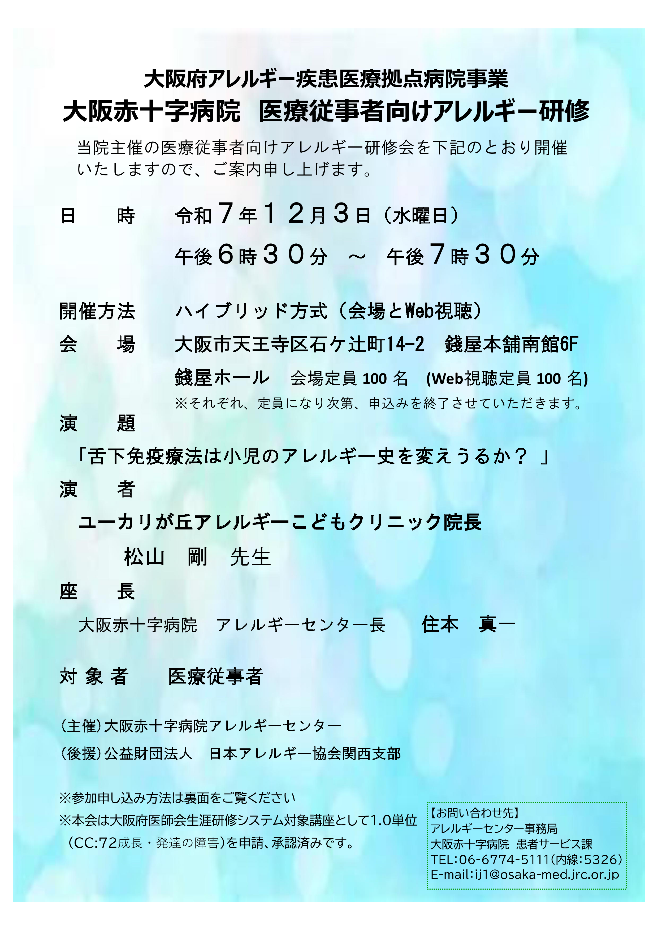 大阪府アレルギー疾患医療拠点病院事業
大阪赤十字病院　医療従事者向けアレルギー研修
当院主催の医療従事者向けアレルギー研修会を下記のとおり開催
いたしますので、ご案内申し上げます。
日　　時　　令和７年１２月３日（水曜日）
午後６時３０分　～　午後７時３０分
開催方法　　ハイブリッド方式（会場とWeb視聴）
会　　場　　大阪市天王寺区石ケ辻町14-2　銭屋本舗南館6F
銭屋ホール　会場定員 100 名　(Web視聴定員 100 名)
※それぞれ、定員になり次第、申込みを終了させていただきます。
演　　題
「舌下免疫療法は小児のアレルギー史を変えうるか？ 」
演　　者
ユーカリが丘アレルギーこどもクリニック院長
松山　剛　先生
座　　長
大阪赤十字病院　アレルギーセンター長　　住本　真一
対 象 者　　医療従事者
（主催）大阪赤十字病院アレルギーセンター
（後援）公益財団法人　日本アレルギー協会関西支部
※参加申し込み方法は裏面をご覧ください
※本会は大阪府医師会生涯研修システム対象講座として1.0単位
（CC:72成長・発達の障害）を申請、承認済みです。
【お問い合わせ先】
アレルギーセンター事務局
大阪赤十字病院 患者サービス課
TEL：06-6774-5111（内線：5326）
E-mail：ij1@osaka-med.jrc.or.jp